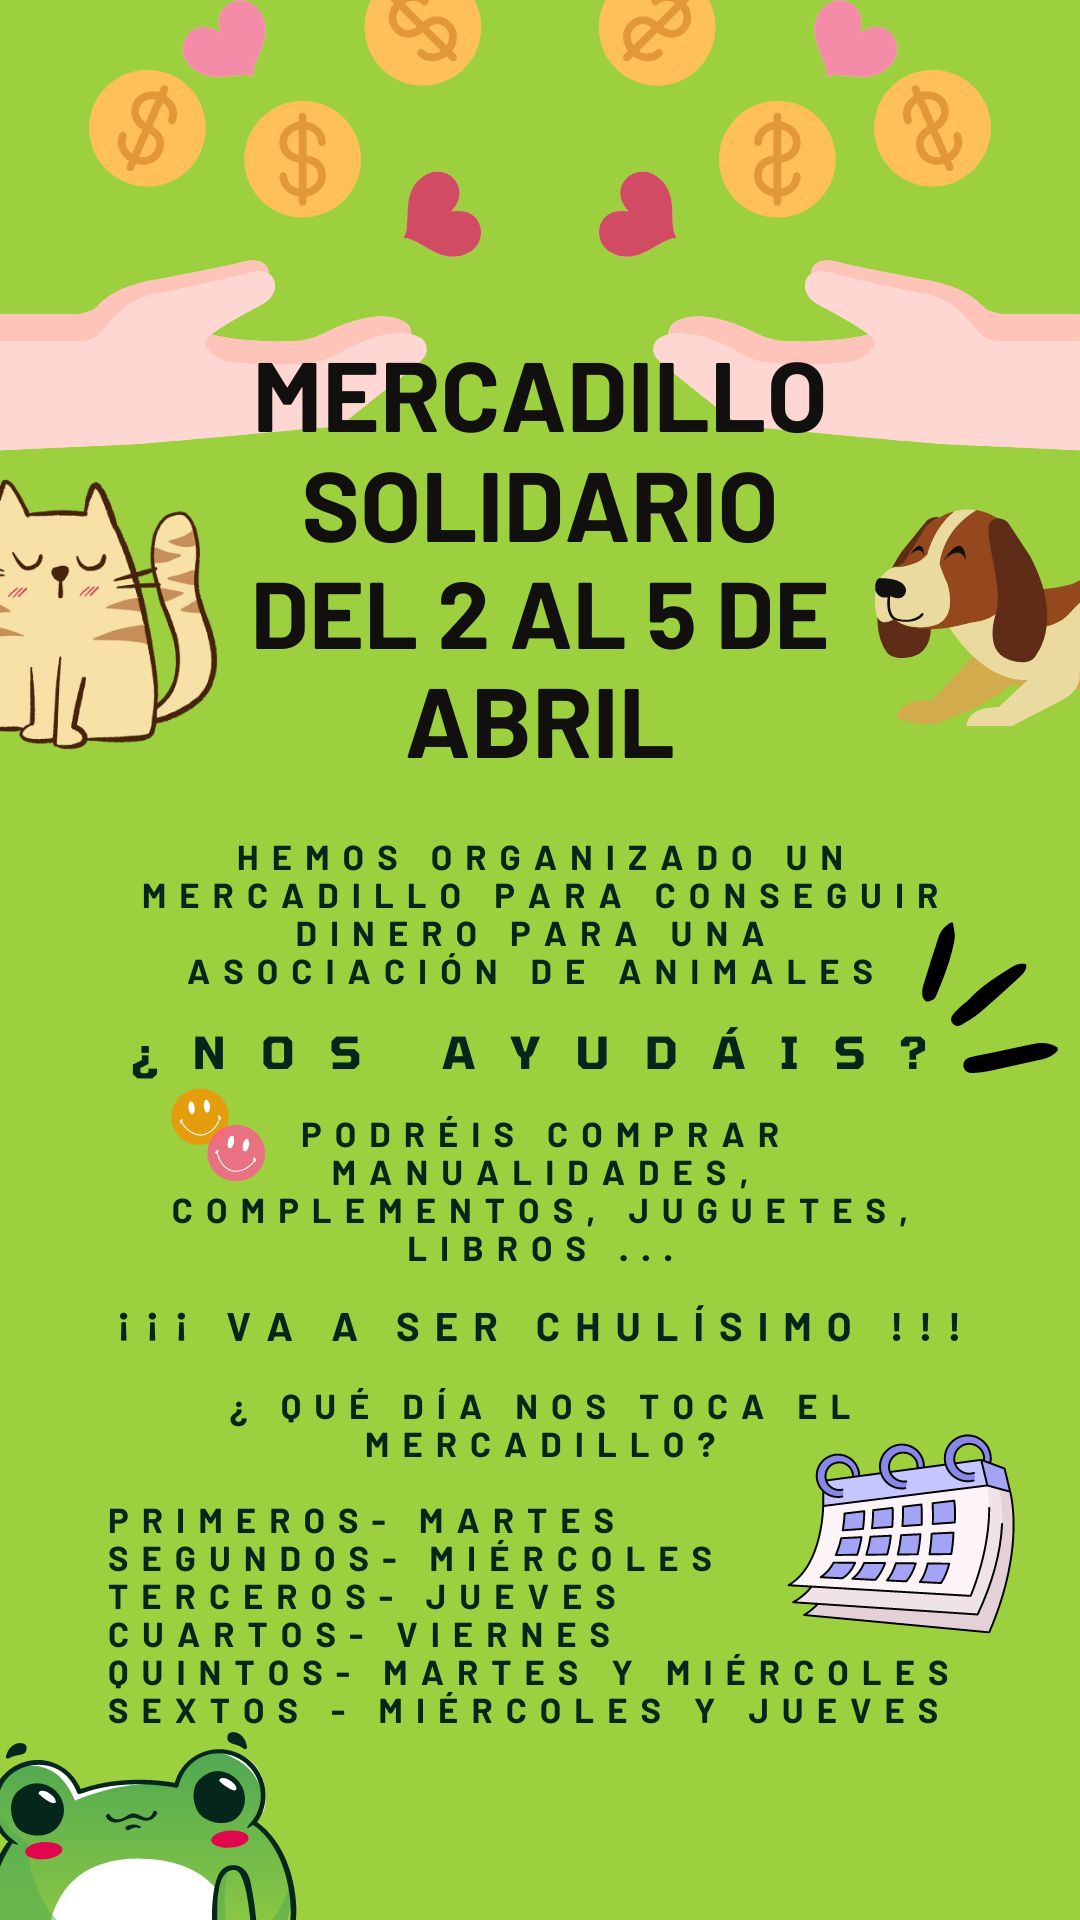 MERCADILLO
SOLIDARIO
DEL 2 AL 5 DE
ABRIL
HEMOS ORGANIZADO UN
MERCADILLO PARA CONSEGUIR
DINERO PARA UNA
ASOCIACIÓN DE ANIMALES
¿NOS AYUDÁIS?
PODRÉIS COMPRAR
MANUALIDADES,
COMPLEMENTOS, JUGUETES,
LIBROS ...
¡¡¡ VA A SER CHULÍSIMO !!!
¿ QUÉ DÍA NOS TOCA EL
MERCADILLO?
PRIMEROS- MARTES
SEGUNDOS- MIÉRCOLES
TERCEROS- JUEVES
CUARTOS- VIERNES
QUINTOS- MARTES Y MIÉRCOLES
SEXTOS - MIÉRCOLES Y JUEVES